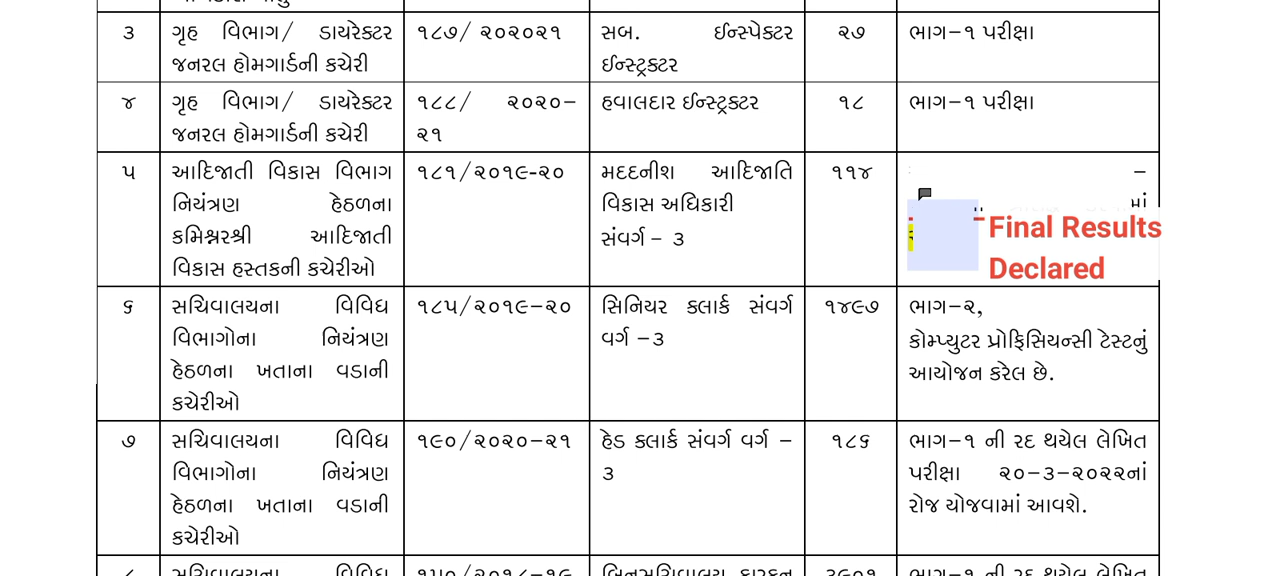 ૩ ગૃહ વિભાગ/ ડાયરેક્ટર ૧૮૭/ ૨૦૨૦૨૧ સબ. ઈન્સ્પેક્ટર ૨૭ ભાગ–૧ પરીક્ષા
જનરલ હોમગાર્ડની કચેરી ઈન્સ્ટ્રક્ટર
૪ ગૃહ વિભાગ/ ડાયરેક્ટર ૧૮૮/ ૨૦૨૦– હવાલદાર ઈન્સ્ટ્રક્ટર ૧૮ ભાગ–૧ પરીક્ષા
જનરલ હોમગાર્ડની કચેરી ૨૧
૫ આદિજાતી વિકાસ વિભાગ ૧૮૧/૨૦૧૯-૨૦ મદદનીશ આદિજાતિ ૧૧૪ –
નિયંત્રણ હેઠળના વિકાસ અધિકારી માં
કમિશ્નરશ્રી આદિજાતી સંવર્ગ – ૩ Final Results
વિકાસ હસ્તકની કચેરીઓ Declared
૬ સચિવાલયના વિવિધ ૧૮૫/૨૦૧૯–૨૦ સિનિયર ક્લાર્ક સંવર્ગ ૧૪૯૭ ભાગ–૨,
વિભાગોના નિયંત્રણ વર્ગ –૩ કોમ્પ્યુટર પ્રોફિસિયન્સી ટેસ્ટનું
હેઠળના ખતાના વડાની આયોજન કરેલ છે.
કચેરીઓ
૭ સચિવાલયના વિવિધ ૧૯૦/૨૦૨૦–૨૧ હેડ ક્લાર્ક સંવર્ગ વર્ગ – ૧૮૬ ભાગ–૧ ની રદ થયેલ લેખિત
વિભાગોના નિયંત્રણ ૩ પરીક્ષા ૨૦–૩–૨૦૨૨નાં
હેઠળના ખતાના વડાની રોજ યોજવામાં આવશે.
કચેરીઓ